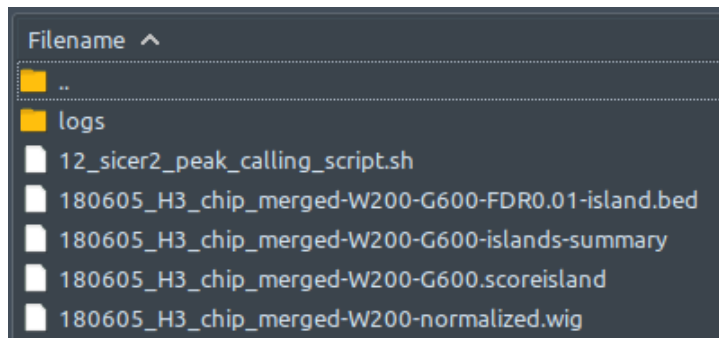 Filename
..
logs
12_sicer2_peak_calling_script.sh
180605_H3_chip_merged-W200-G600-FDR0.01-island.bed
180605_H3_chip_merged-W200-G600-islands-summary
180605_H3_chip_merged-W200-G600.scoreisland
180605_H3_chip_merged-W200-normalized.wig